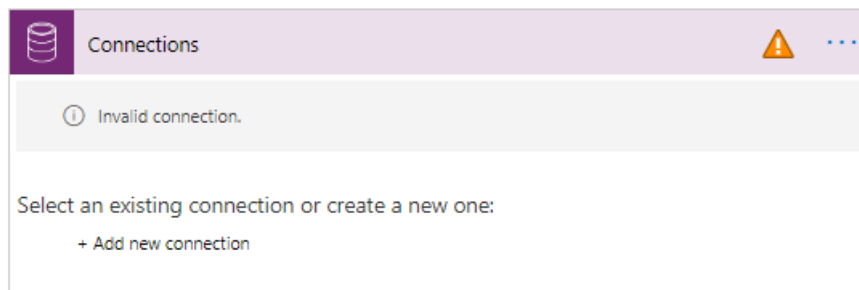 Connections
Invalid connection.
Select an existing connection or create a new one:
+ Add new connection